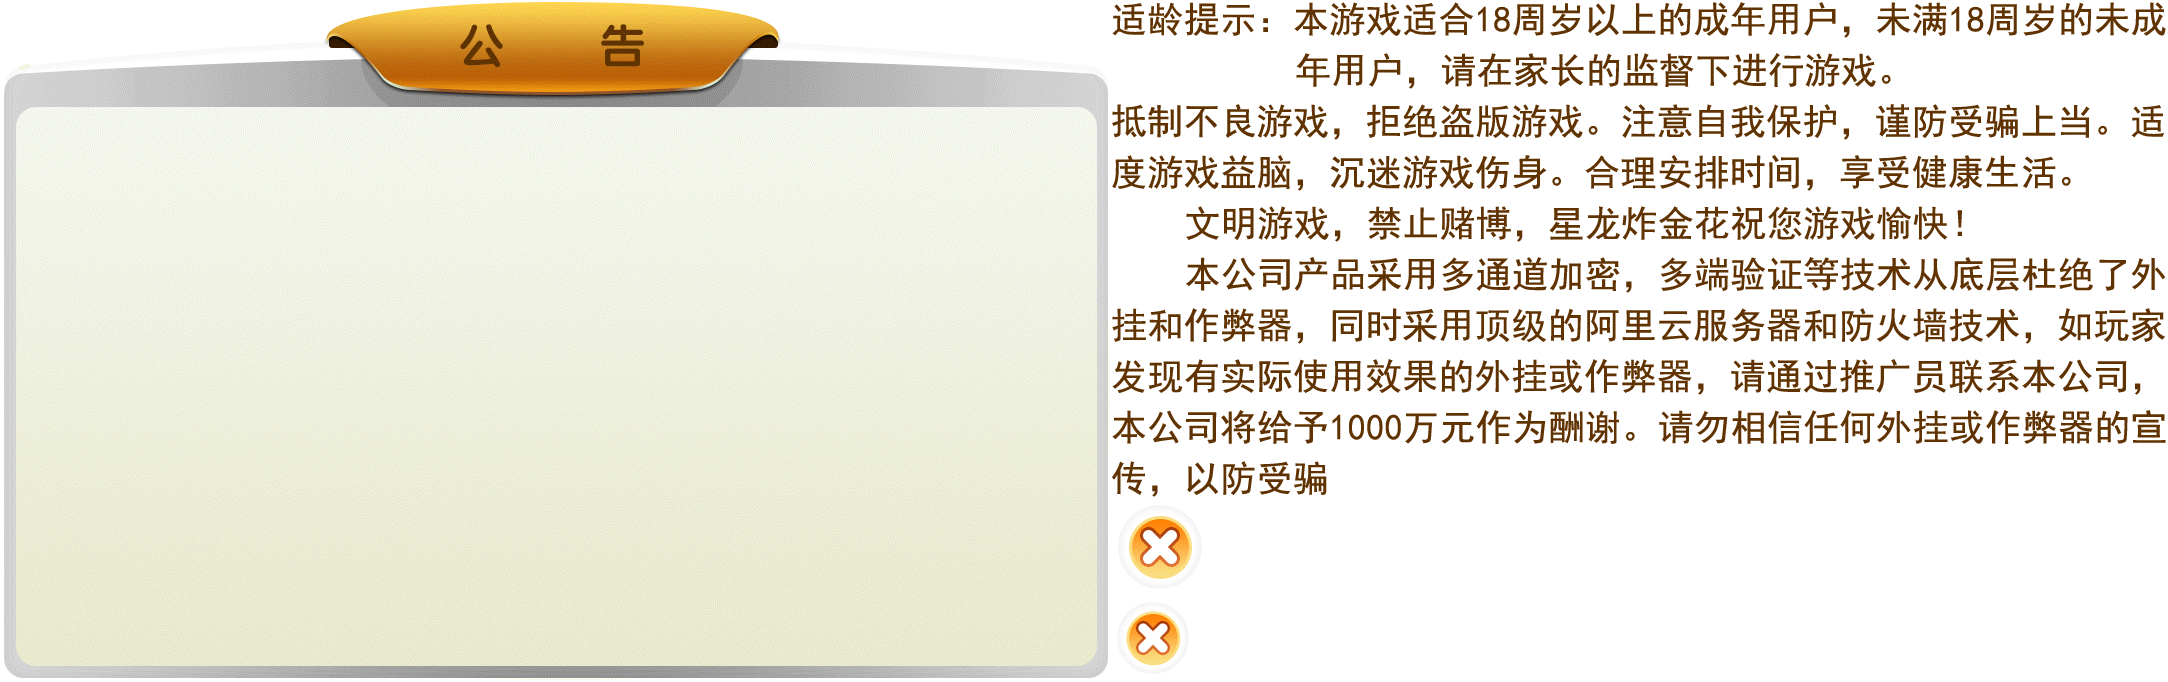 公 告
适龄提示：本游戏适合18周岁以上的成年用户，未满18周岁的未成
年用户，请在家长的监督下进行游戏。
抵制不良游戏，拒绝盗版游戏。注意自我保护，谨防受骗上当。适
度游戏益脑，沉迷游戏伤身。合理安排时间，享受健康生活。
文明游戏，禁止赌博，星龙炸金花祝您游戏愉快！
本公司产品采用多通道加密，多端验证等技术从底层杜绝了外
挂和作弊器，同时采用顶级的阿里云服务器和防火墙技术，如玩家
发现有实际使用效果的外挂或作弊器，请通过推广员联系本公司，
本公司将给予1000万元作为酬谢。请勿相信任何外挂或作弊器的宣
传，以防受骗